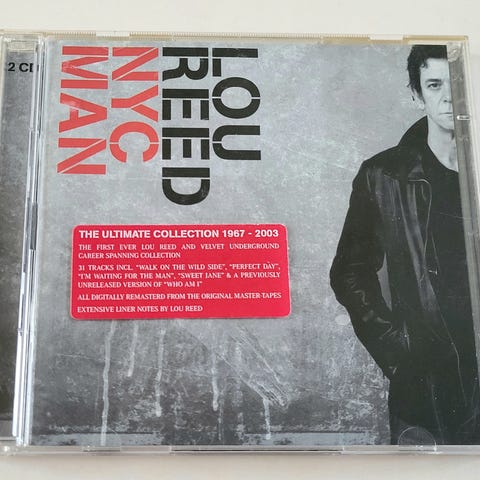 2 CD
LOU
REED
NYC
MAN
THE ULTIMATE COLLECTION 1967 - 2003
THE FIRST EVER LOU REED AND VELVET UNDERGROUND
CAREER SPANNING COLLECTION
31 TRACKS INCL. "WALK ON THE WILD SIDE", "PERFECT DAY",
"I'M WAITING FOR THE MAN", "SWEET JANE" & A PREVIOUSLY
UNRELEASED VERSION OF "WHO AM I"
ALL DIGITALLY REMASTERD FROM THE ORIGINAL MASTER-TAPES
EXTENSIVE LINER NOTES BY LOU REED